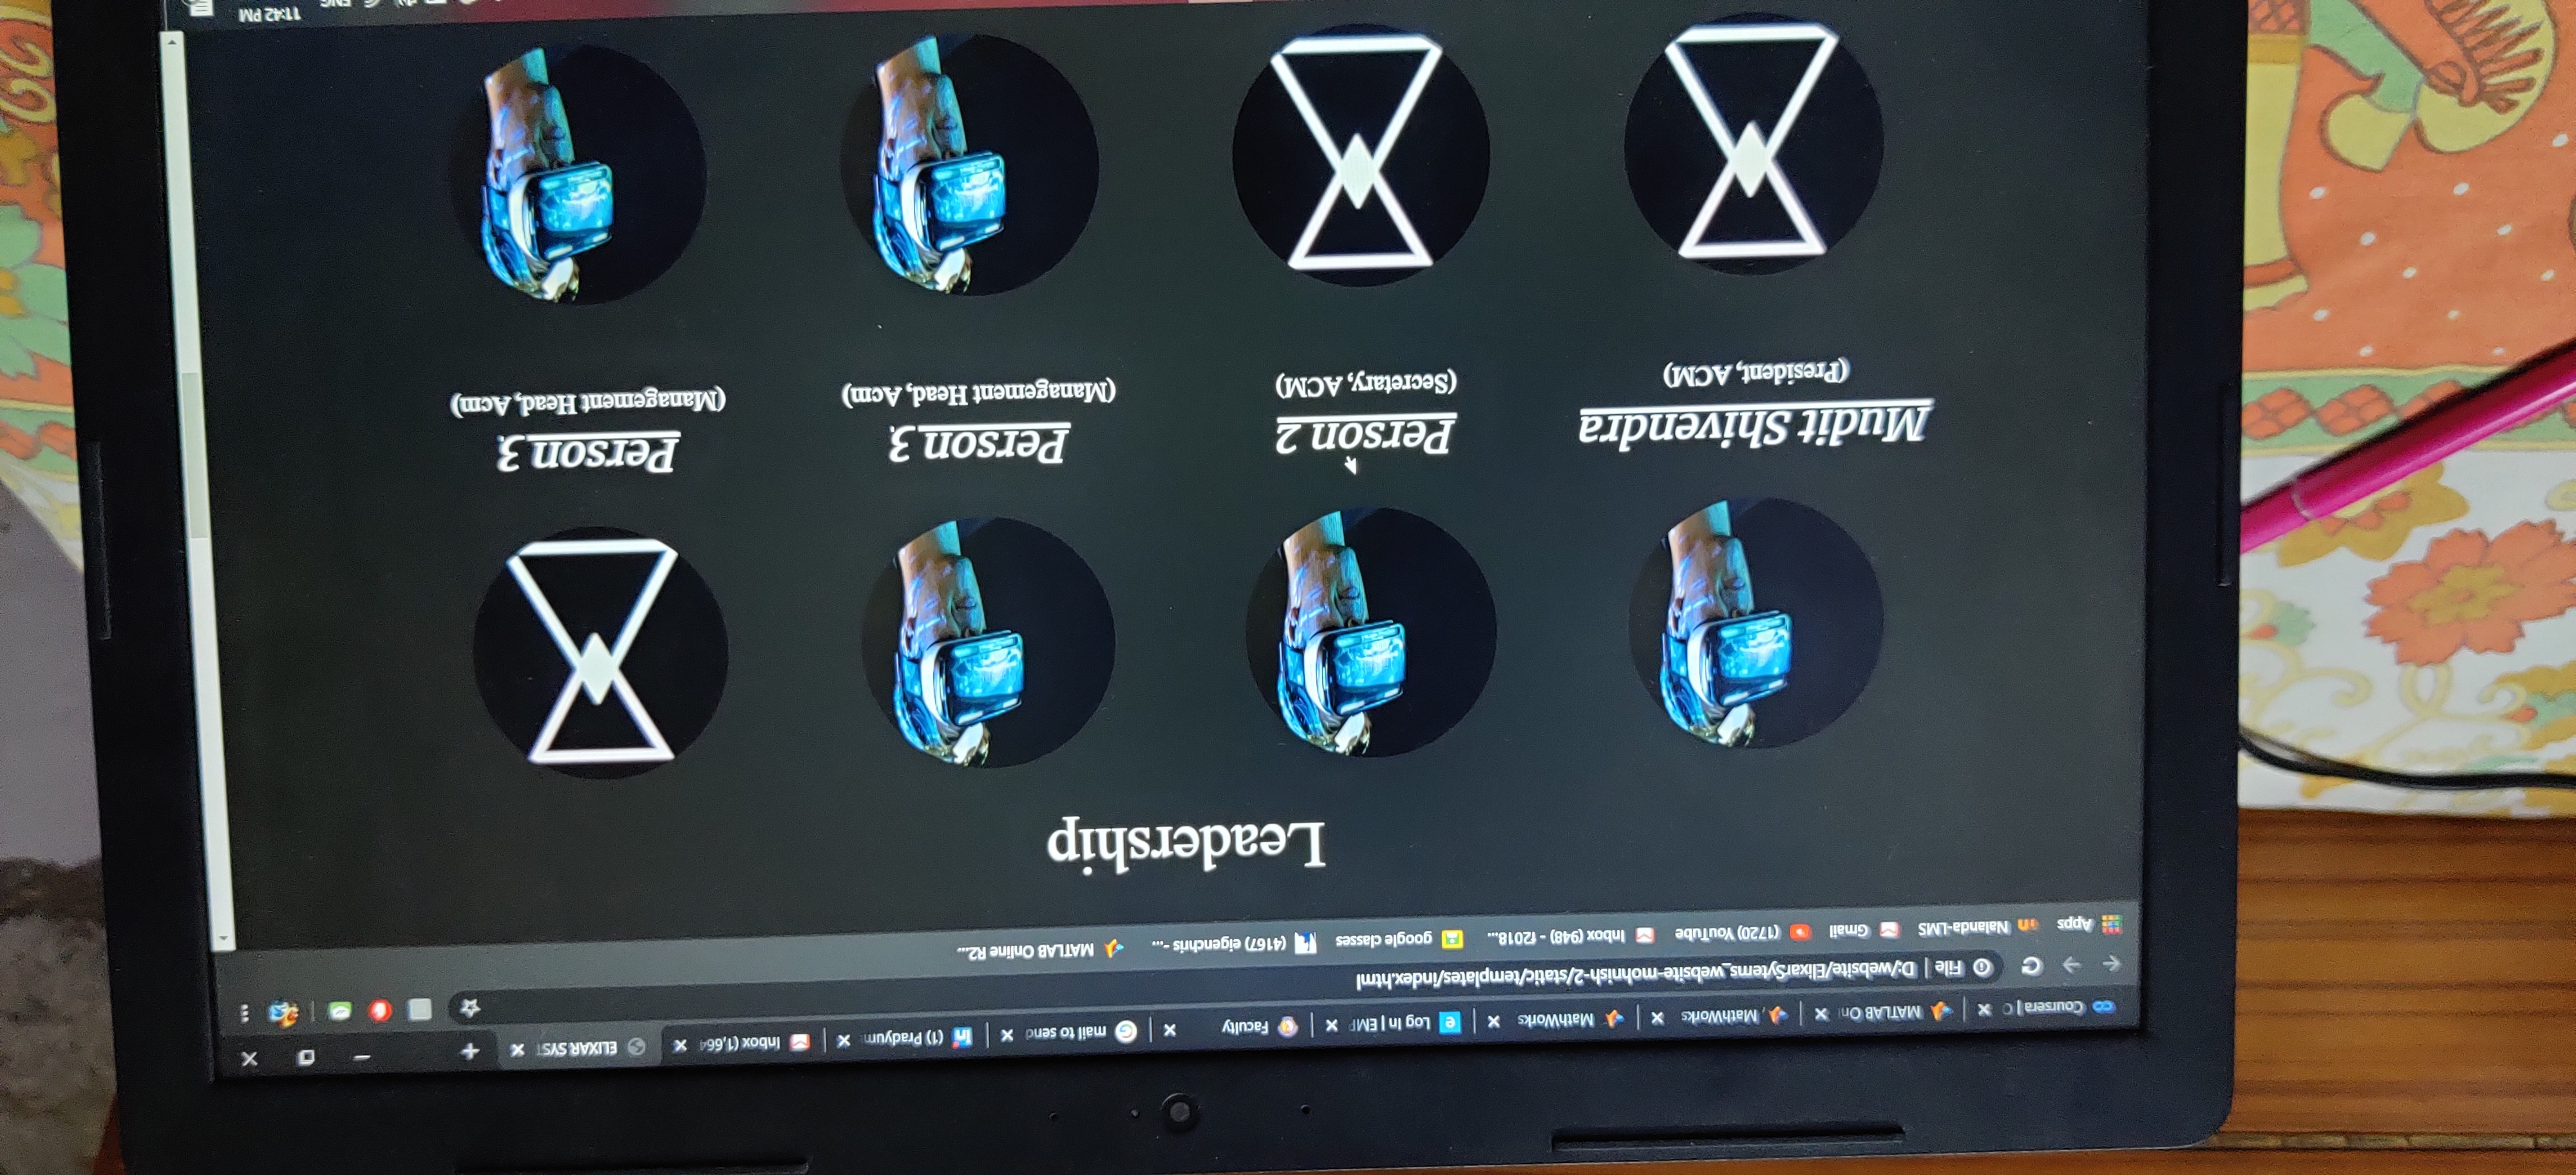 Coursera | C
MATLAB Onl
MathWorks
MathWorks
Log In | EMP
Faculty
mail to send
(1) Pradyum
Inbox (1,664
ELIXAR SYST
File | D:/website/ElixarSytems_website-mohnish-2/static/templates/index.html
Apps
Nalanda-LMS
Gmail
(1720) YouTube
Inbox (948) - f2018...
google classes
(4167) eigenchris -...
MATLAB Online R2...
Leadership
Mudit Shivendra
(President, ACM)
Person 2
(Secretary, ACM)
Person 3
(Management Head, Acm)
Person 3
(Management Head, Acm)
ENG
11:42 PM